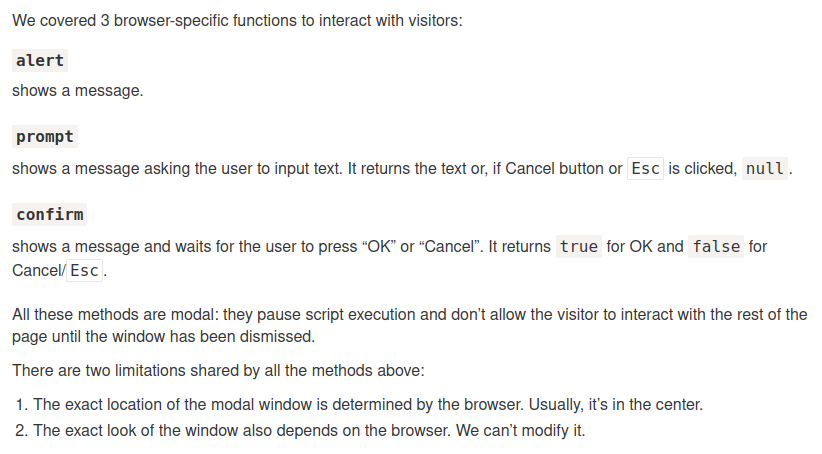 We covered 3 browser-specific functions to interact with visitors:
alert
shows a message.
prompt
shows a message asking the user to input text. It returns the text or, if Cancel button or Esc is clicked, null.
confirm
shows a message and waits for the user to press “OK” or “Cancel”. It returns true for OK and false for
Cancel/Esc.
All these methods are modal: they pause script execution and don’t allow the visitor to interact with the rest of the
page until the window has been dismissed.
There are two limitations shared by all the methods above:
1. The exact location of the modal window is determined by the browser. Usually, it’s in the center.
2. The exact look of the window also depends on the browser. We can’t modify it.